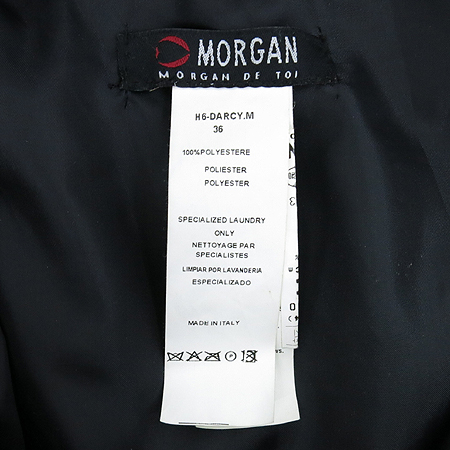 MORGAN
MORGAN DE TOI
H6-DARCY.M
36
100%POLYESTERE
POLIESTER
POLYESTER
SPECIALIZED LAUNDRY
ONLY
NETTOYAGE PAR
SPECIALISTES
LIMPIAR POR LAVANDERIA
ESPECIALIZADO
MADE IN ITALY